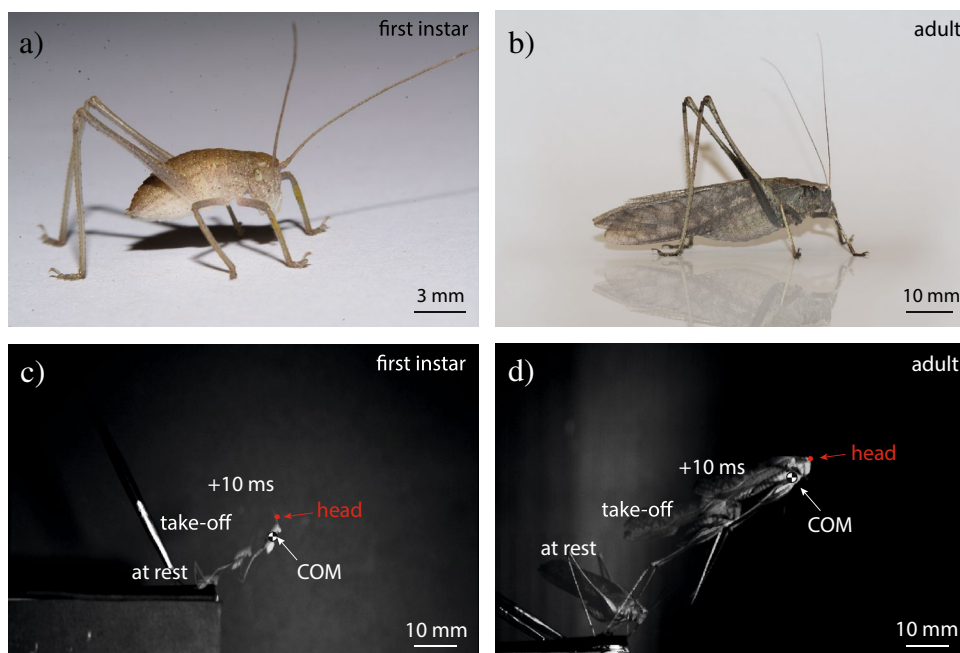 a)
first instar
3 mm
b)
adult
10 mm
c)
first instar
+10 ms
head
take-off
at rest
COM
10 mm
d)
adult
head
+10 ms
COM
take-off
at rest
10 mm